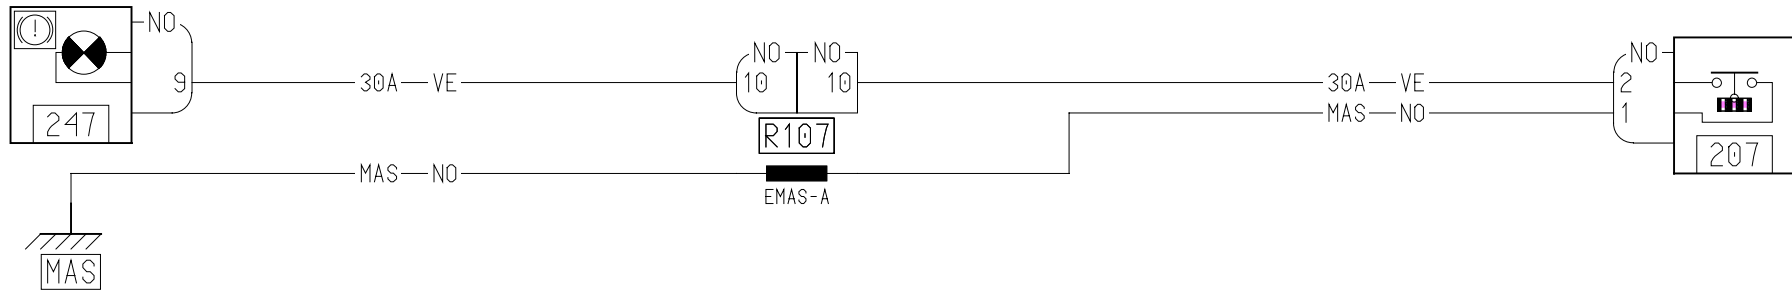 !
NO
9
247
30A VE
NO NO
10 10
R107
30A VE
MAS NO
NO
2
1
207
MAS NO
EMAS-A
MAS